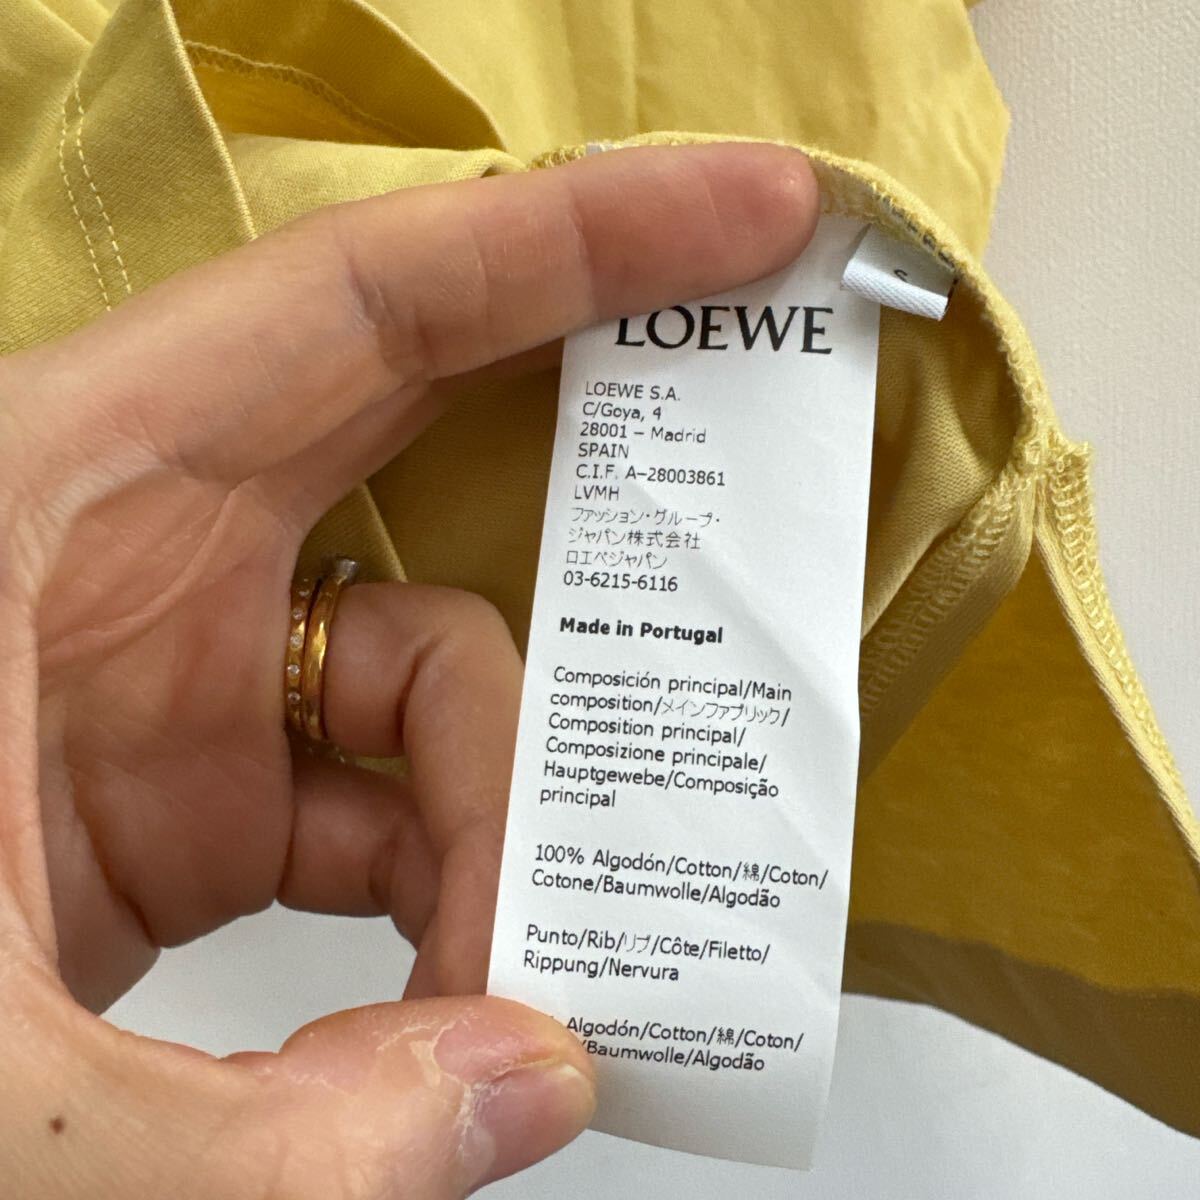 S
LOEWE
LOEWE S.A.
C/Goya, 4
28001 – Madrid
SPAIN
C.I.F. A-28003861
LVMH
ファッション・グループ・
ジャパン株式会社
ロエベジャパン
03-6215-6116
Made in Portugal
Composición principal/Main
composition/メインファブリック/
Composition principal/
Composizione principale/
Hauptgewebe/Composição
principal
100% Algodón/Cotton/綿/Coton/
Cotone/Baumwolle/Algodão
Punto/Rib/リブ/Côte/Filetto/
Rippung/Nervura
Algodón/Cotton/綿/Coton/
/Baumwolle/Algodão